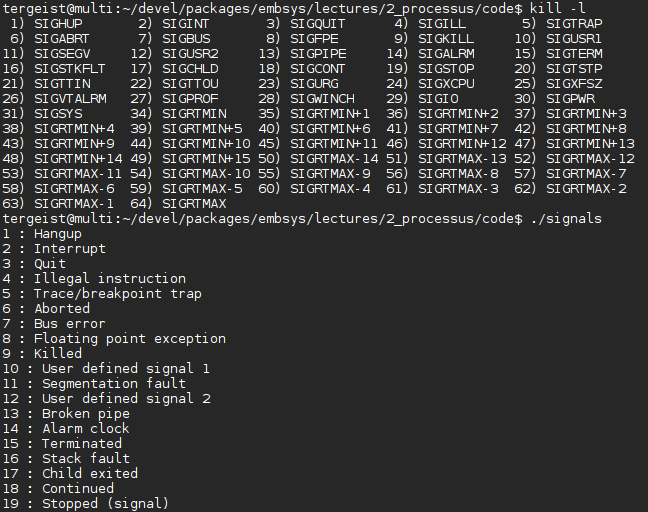 tergeist@multi:~/devel/packages/embsys/lectures/2_processus/code$ kill -l
 1) SIGHUP       2) SIGINT       3) SIGQUIT      4) SIGILL       5) SIGTRAP
 6) SIGABRT      7) SIGBUS       8) SIGFPE       9) SIGKILL     10) SIGUSR1
11) SIGSEGV     12) SIGUSR2     13) SIGPIPE     14) SIGALRM     15) SIGTERM
16) SIGSTKFLT   17) SIGCHLD     18) SIGCONT     19) SIGSTOP     20) SIGTSTP
21) SIGTTIN     22) SIGTTOU     23) SIGURG      24) SIGXCPU     25) SIGXFSZ
26) SIGVTALRM   27) SIGPROF     28) SIGWINCH    29) SIGIO       30) SIGPWR
31) SIGSYS      34) SIGRTMIN    35) SIGRTMIN+1  36) SIGRTMIN+2  37) SIGRTMIN+3
38) SIGRTMIN+4  39) SIGRTMIN+5  40) SIGRTMIN+6  41) SIGRTMIN+7  42) SIGRTMIN+8
43) SIGRTMIN+9  44) SIGRTMIN+10 45) SIGRTMIN+11 46) SIGRTMIN+12 47) SIGRTMIN+13
48) SIGRTMIN+14 49) SIGRTMIN+15 50) SIGRTMAX-14 51) SIGRTMAX-13 52) SIGRTMAX-12
53) SIGRTMAX-11 54) SIGRTMAX-10 55) SIGRTMAX-9  56) SIGRTMAX-8  57) SIGRTMAX-7
58) SIGRTMAX-6  59) SIGRTMAX-5  60) SIGRTMAX-4  61) SIGRTMAX-3  62) SIGRTMAX-2
63) SIGRTMAX-1  64) SIGRTMAX
tergeist@multi:~/devel/packages/embsys/lectures/2_processus/code$ ./signals
1 : Hangup
2 : Interrupt
3 : Quit
4 : Illegal instruction
5 : Trace/breakpoint trap
6 : Aborted
7 : Bus error
8 : Floating point exception
9 : Killed
10 : User defined signal 1
11 : Segmentation fault
12 : User defined signal 2
13 : Broken pipe
14 : Alarm clock
15 : Terminated
16 : Stack fault
17 : Child exited
18 : Continued
19 : Stopped (signal)